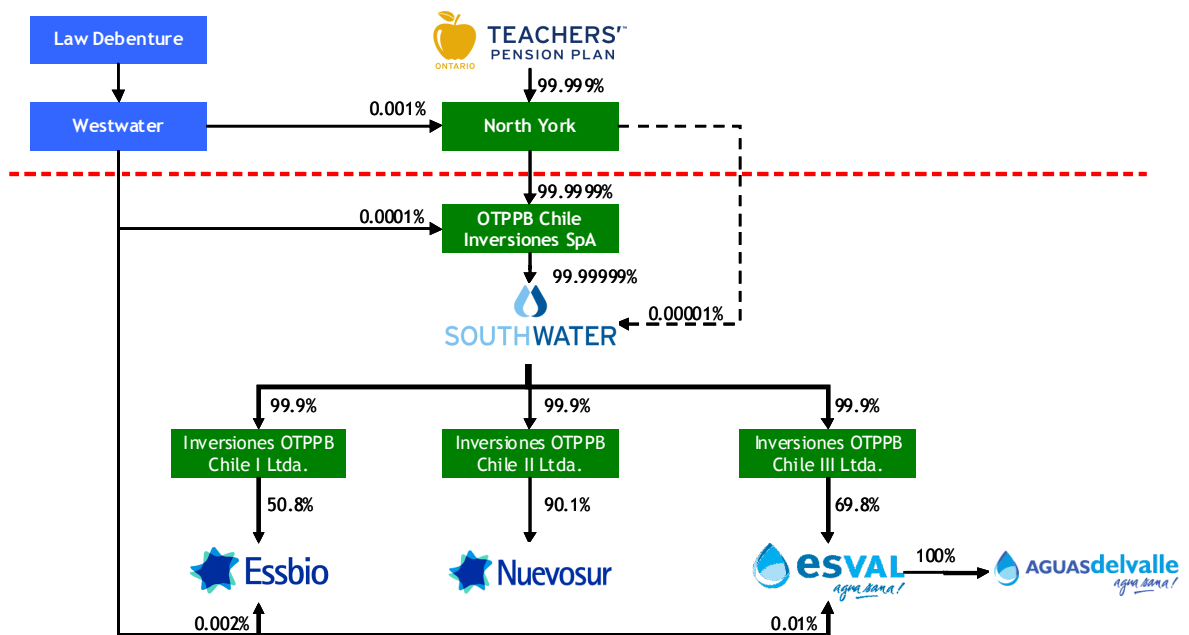 Law Debenture
TEACHERS'™
PENSION PLAN
ONTARIO
99.999%
Westwater
0.001%
North York
99.9999%
0.0001%
OTPPB Chile
Inversiones SpA
99.99999%
0.00001%
SOUTHWATER
99.9%
99.9%
99.9%
Inversiones OTPPB
Chile I Ltda.
Inversiones OTPPB
Chile II Ltda.
Inversiones OTPPB
Chile III Ltda.
50.8%
90.1%
69.8%
Essbio
Nuevosur
esVAL
agua sana!
100%
AGUASdelvalle
agua sana!
0.002%
0.01%